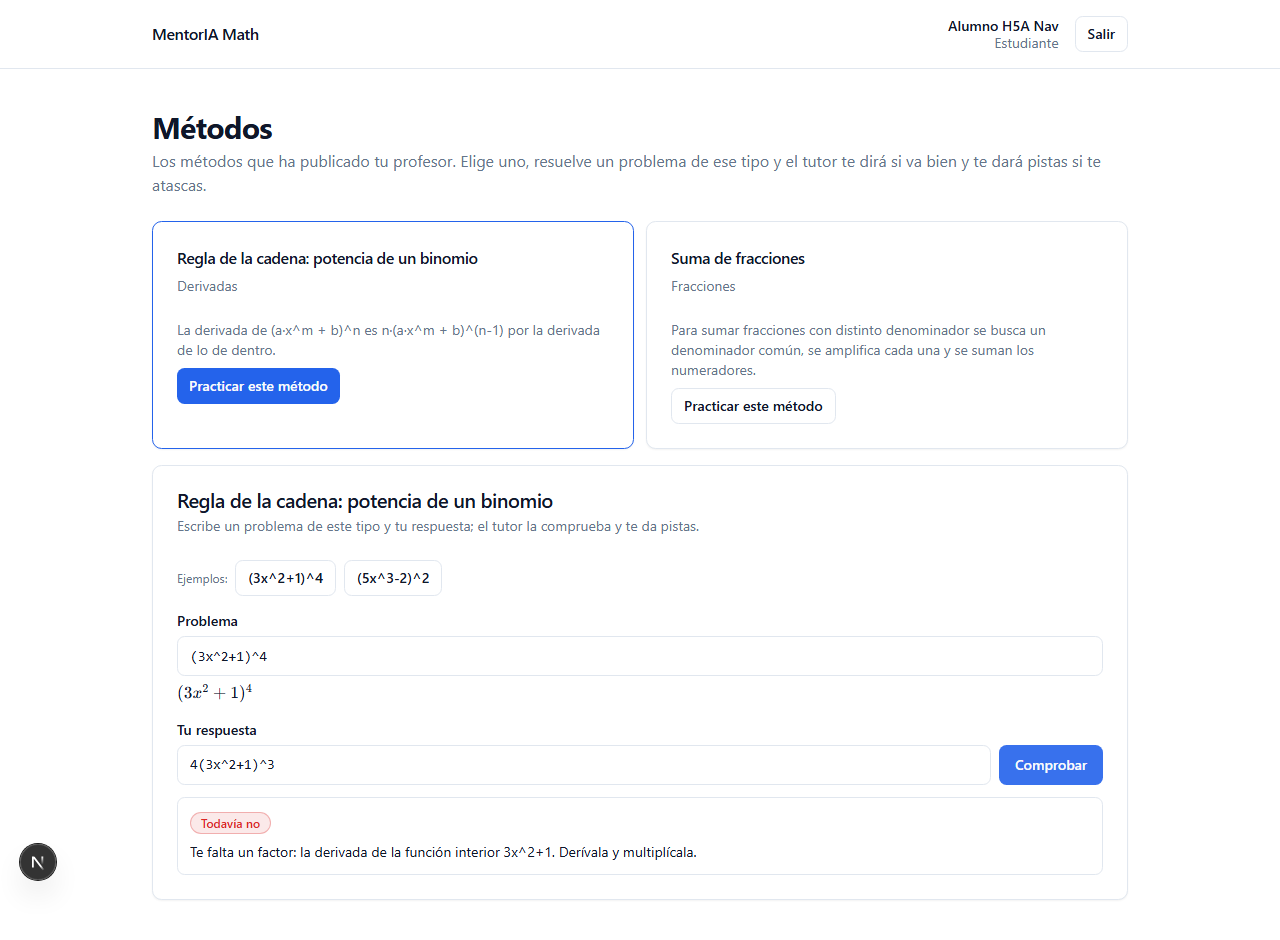 MentorIA Math
Alumno H5A Nav
Estudiante
Salir
Métodos
Los métodos que ha publicado tu profesor. Elige uno, resuelve un problema de ese tipo y el tutor te dirá si va bien y te dará pistas si te
atascas.
Regla de la cadena: potencia de un binomio
Derivadas
La derivada de (a·x^m + b)^n es n·(a·x^m + b)^(n-1) por la derivada
de lo de dentro.
Practicar este método
Suma de fracciones
Fracciones
Para sumar fracciones con distinto denominador se busca un
denominador común, se amplifica cada una y se suman los
numeradores.
Practicar este método
Regla de la cadena: potencia de un binomio
Escribe un problema de este tipo y tu respuesta; el tutor la comprueba y te da pistas.
Ejemplos: (3x^2+1)^4 (5x^3-2)^2
Problema
(3x^2+1)^4
(3x² + 1)⁴
Tu respuesta
4(3x^2+1)^3
Comprobar
Todavía no
Te falta un factor: la derivada de la función interior 3x^2+1. Derívala y multiplícala.
N